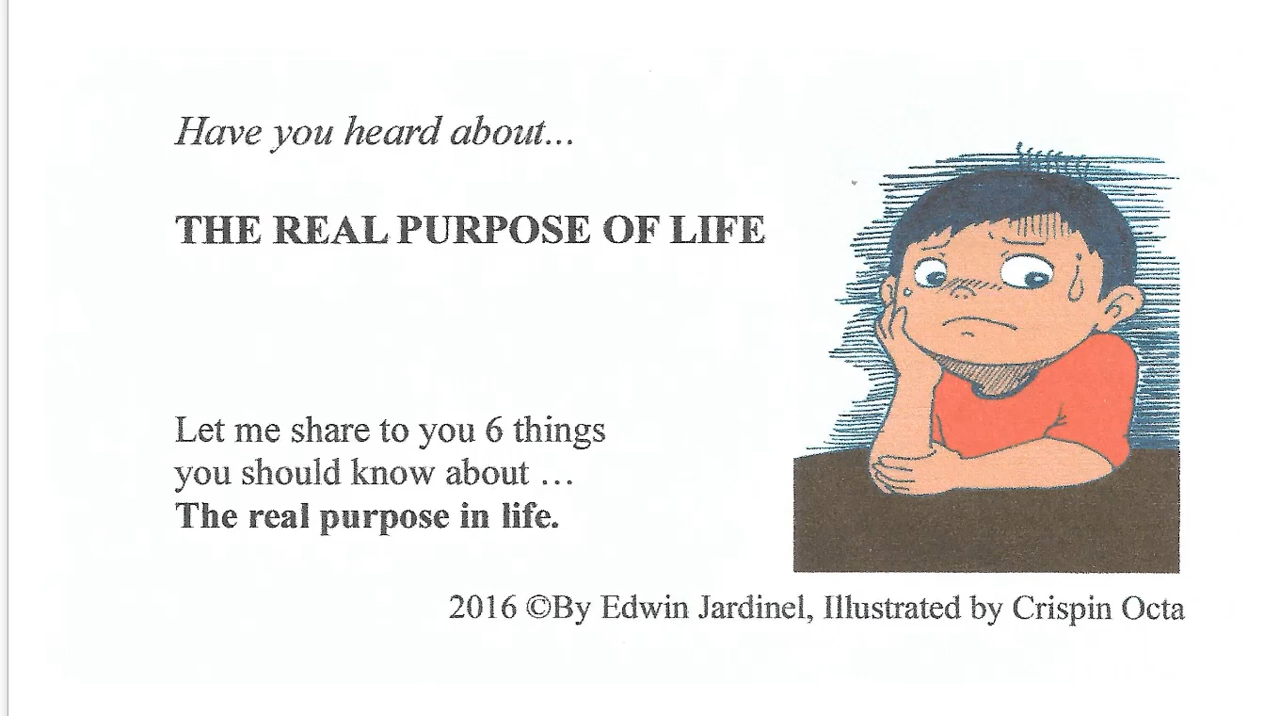 Have you heard about...
THE REAL PURPOSE OF LIFE
Let me share to you 6 things
you should know about ...
The real purpose in life.
2016 ©By Edwin Jardinel, Illustrated by Crispin Octa